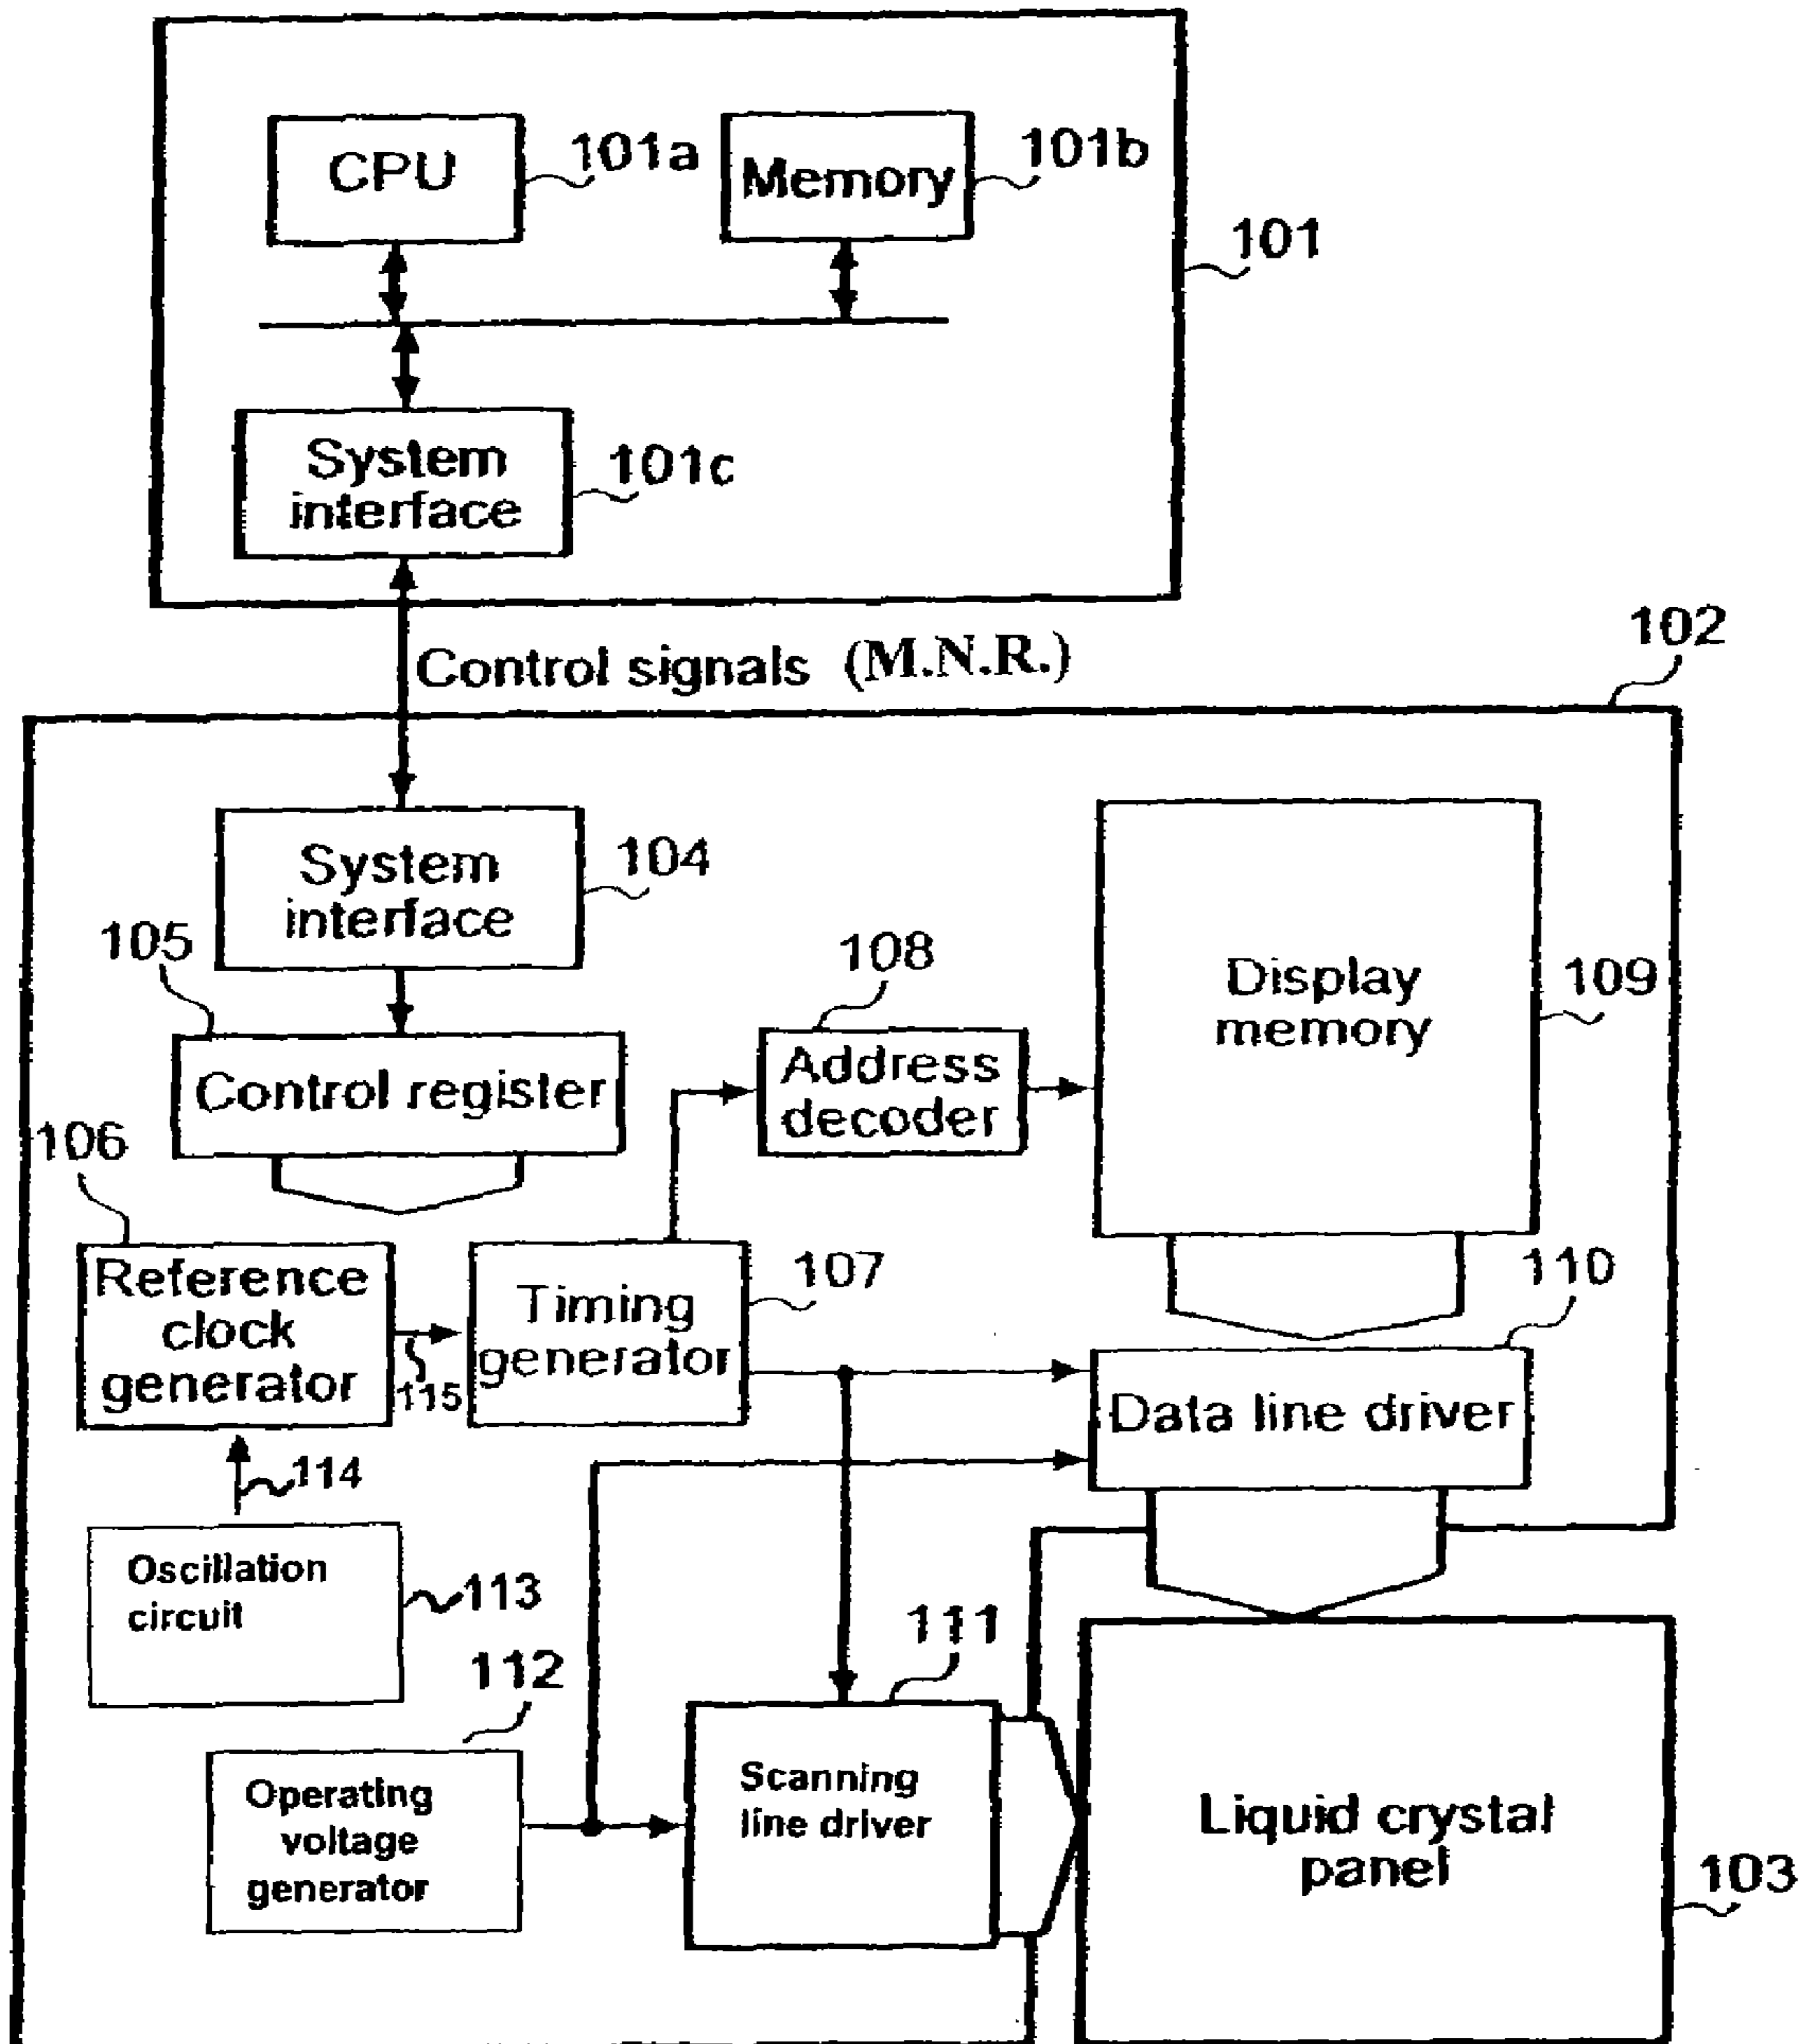 CPU
101a
Memory
101b
101
System
interface
101c
Control signals (M.N.R.)
102
System
interface
104
105
Control register
108
Address
decoder
Display
memory
109
106
Reference
clock
generator
115
Timing
generator
107
110
Data line driver
114
Oscillation
circuit
113
112
111
Operating
voltage
generator
Scanning
line driver
Liquid crystal
panel
103